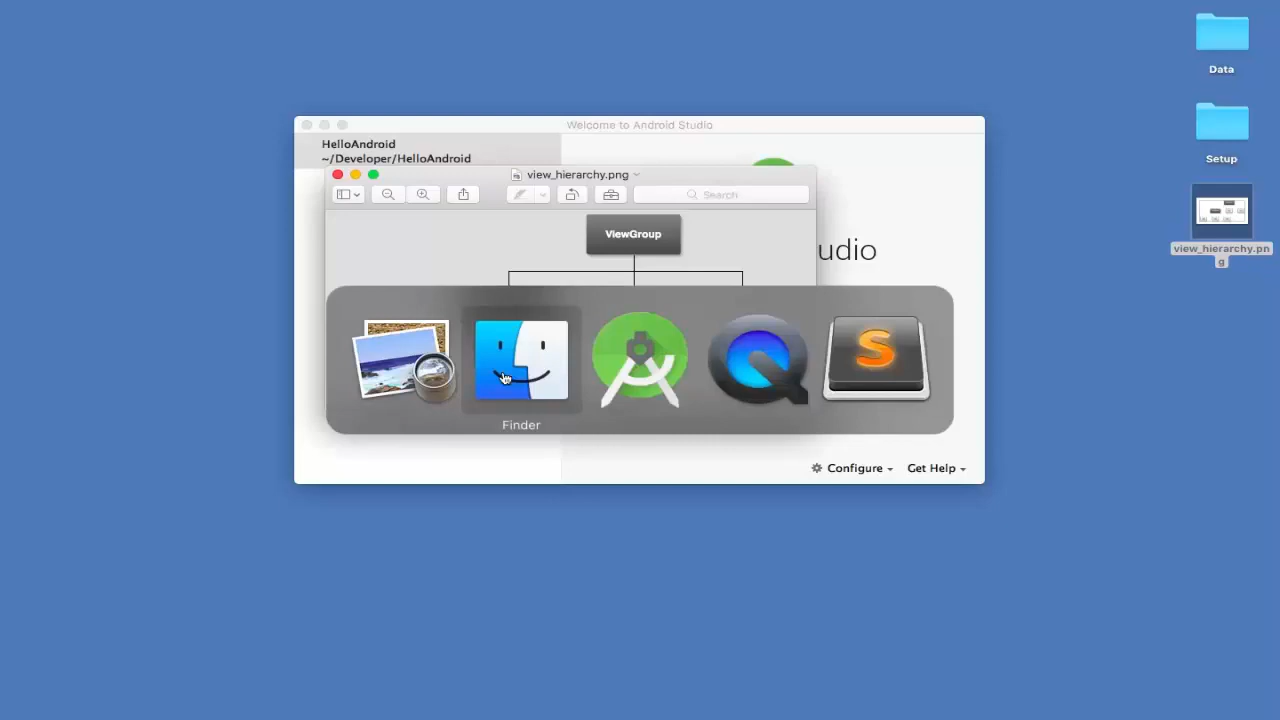 Data
Welcome to Android Studio
HelloAndroid
~/Developer/HelloAndroid
Setup
view_hierarchy.png
Search
ViewGroup
udio
view_hierarchy.pn
g
S
Finder
Configure
Get Help